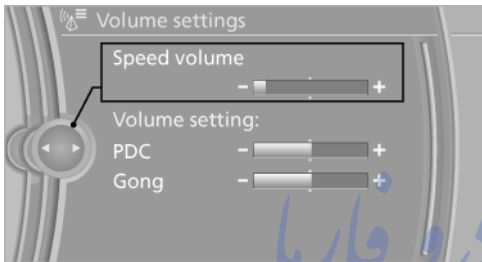 Volume settings
Speed volume
- +
Volume setting:
PDC - +
Gong - +